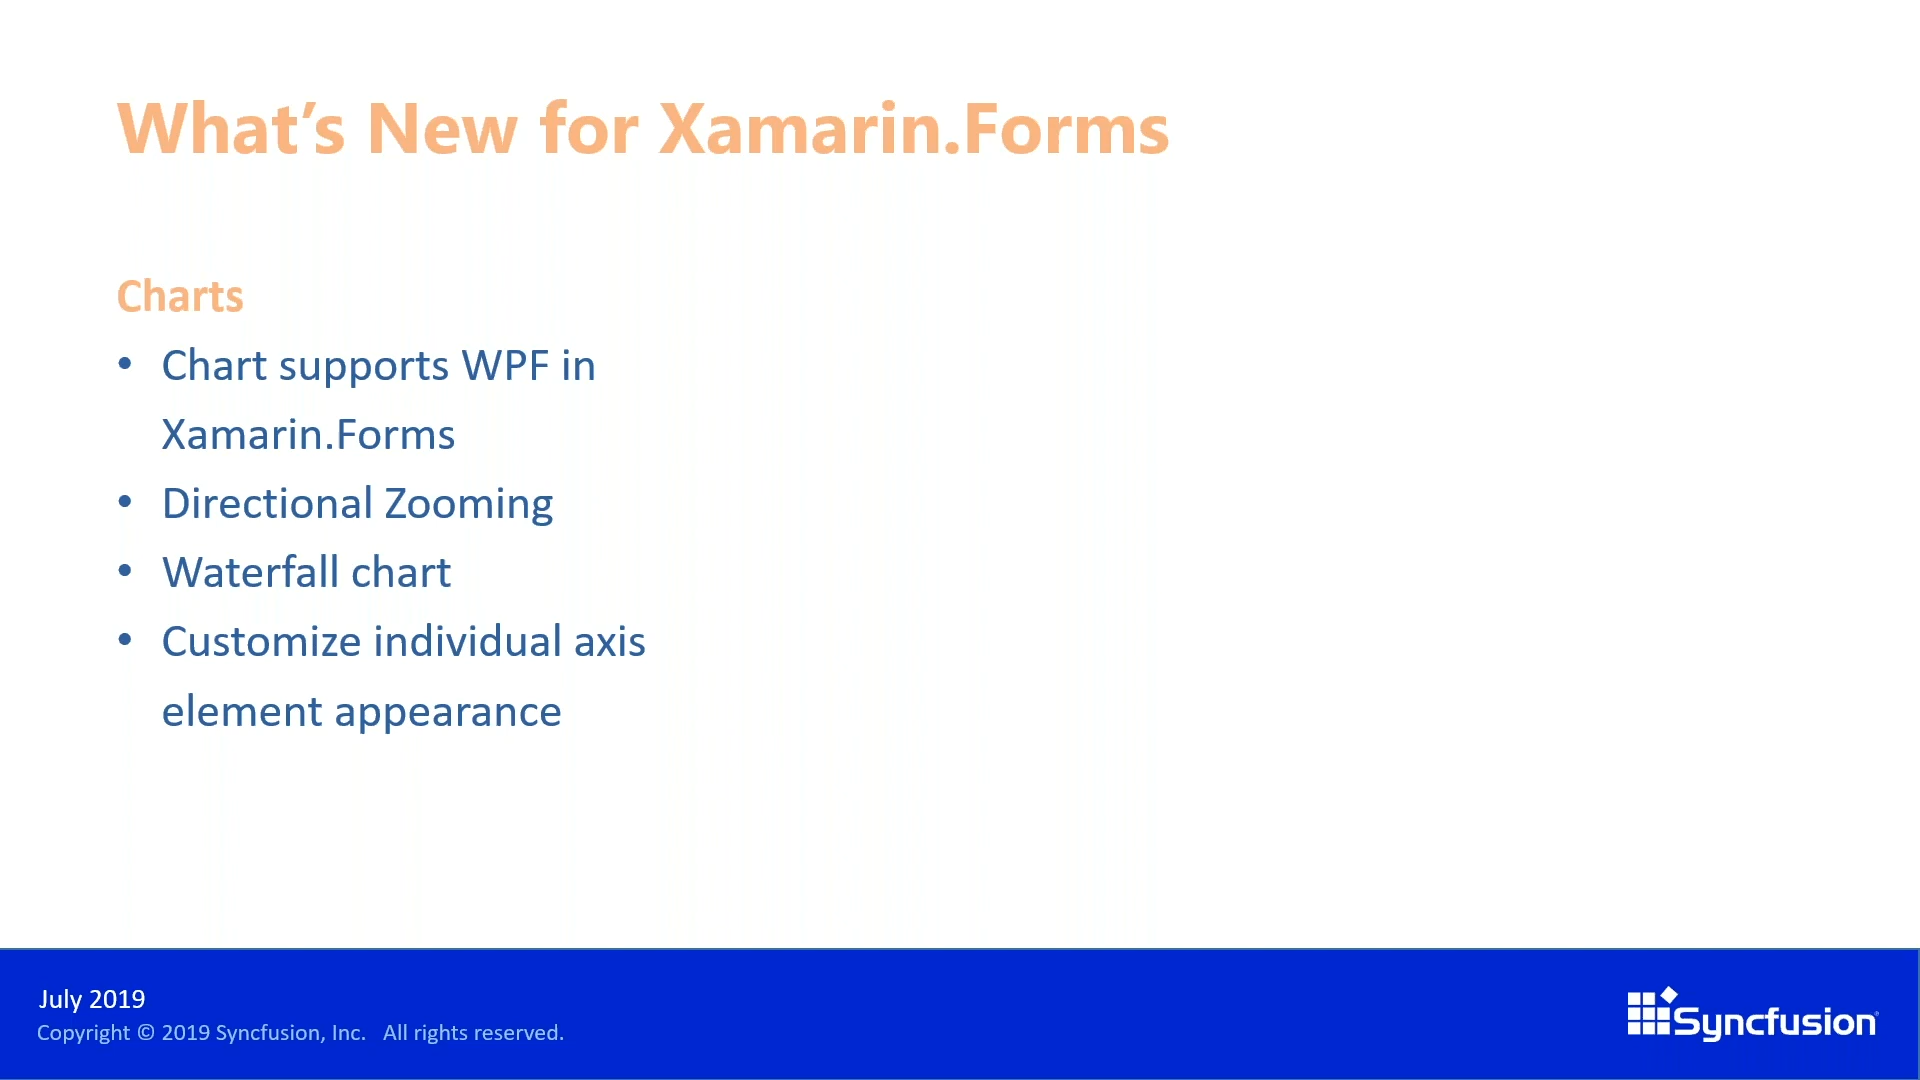 What’s New for Xamarin.Forms
Charts
• Chart supports WPF in
Xamarin.Forms
• Directional Zooming
• Waterfall chart
• Customize individual axis
element appearance
July 2019
Copyright © 2019 Syncfusion, Inc.   All rights reserved.
Syncfusion